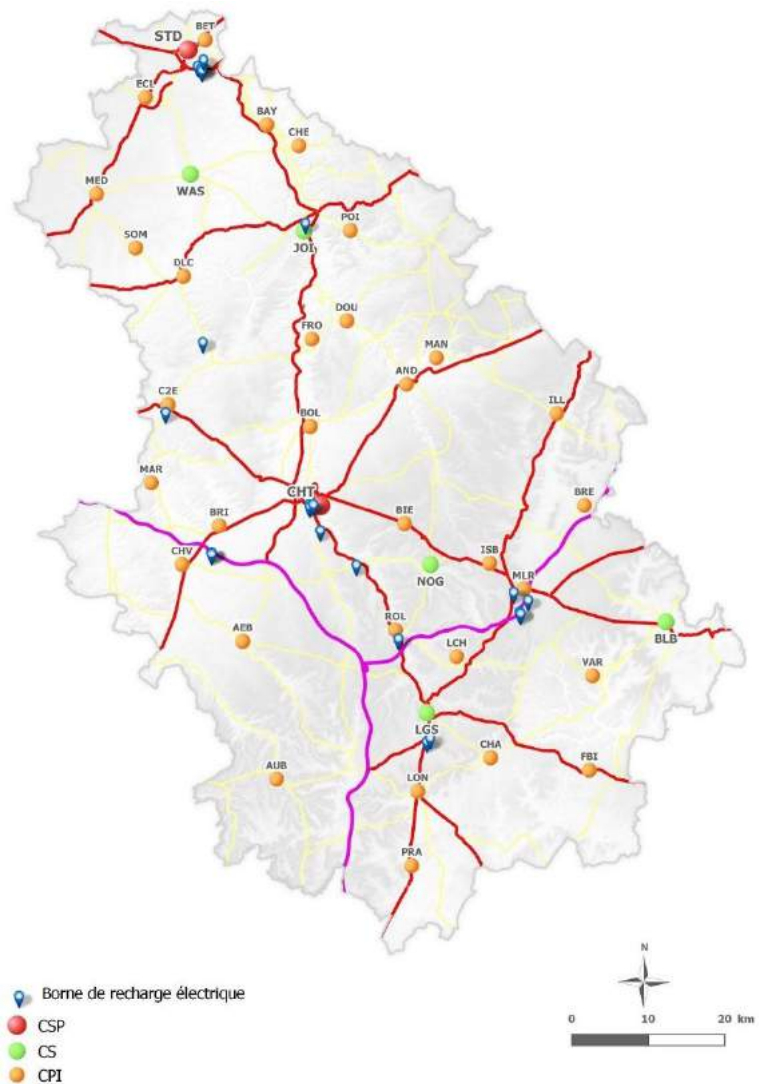 BET
STD
ECL
BAY
CHE
MED
WAS
POI
SOM
JOI
DLC
DOU
FRO
MAN
AND
C2E
ILL
BOL
MAR
CHT
BRE
BRI
BIE
ISB
CHV
NOG
MLR
ROL
AEB
LCH
BLB
VAR
LGS
CHA
FBI
AUB
LON
PRA
N
Borne de recharge électrique
CSP
0 10 20 km
CS
CPI